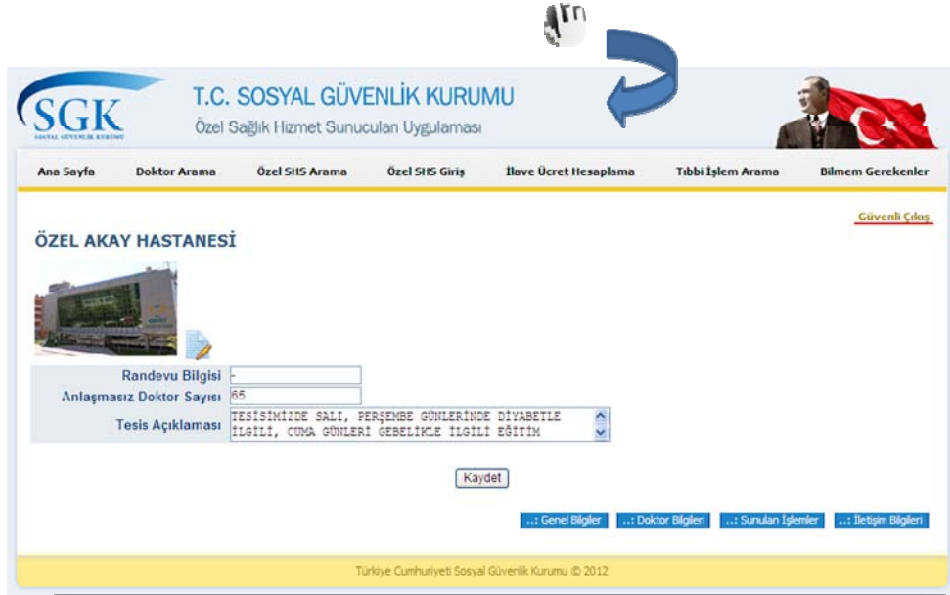 SGK
SOSYAL GÜVENLİK KURUMU
T.C. SOSYAL GÜVENLİK KURUMU
Özel Sağlık Hizmet Sunucuları Uygulaması
Ana Sayfa Doktor Arama Özel SHS Arama Özel SHS Giriş İlave Ücret Hesaplama Tıbbi İşlem Arama Bilmem Gerekenler
Güvenli Çıkış
ÖZEL AKAY HASTANESİ
Randevu Bilgisi -
Anlaşmasız Doktor Sayısı 65
Tesis Açıklaması TESİSİMİZDE SALI, PERŞEMBE GÜNLERİNDE DİYABETLE
İLGİLİ, CUMA GÜNLERİ GEBELİKLE İLGİLİ EĞİTİM
Kaydet
..: Genel Bilgiler ..: Doktor Bilgileri ..: Sunulan İşlemler ..: İletişim Bilgileri
Türkiye Cumhuriyeti Sosyal Güvenlik Kurumu © 2012